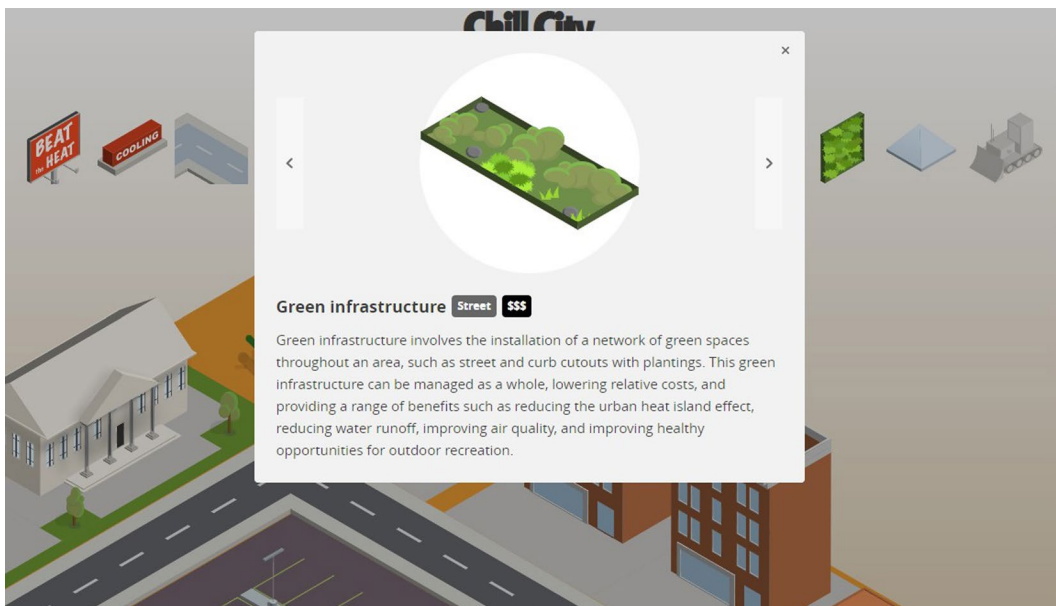 Chill City
×
BEAT
the HEAT
COOLING
‹
›
Green infrastructure Street $$$
Green infrastructure involves the installation of a network of green spaces
throughout an area, such as street and curb cutouts with plantings. This green
infrastructure can be managed as a whole, lowering relative costs, and
providing a range of benefits such as reducing the urban heat island effect,
reducing water runoff, improving air quality, and improving healthy
opportunities for outdoor recreation.